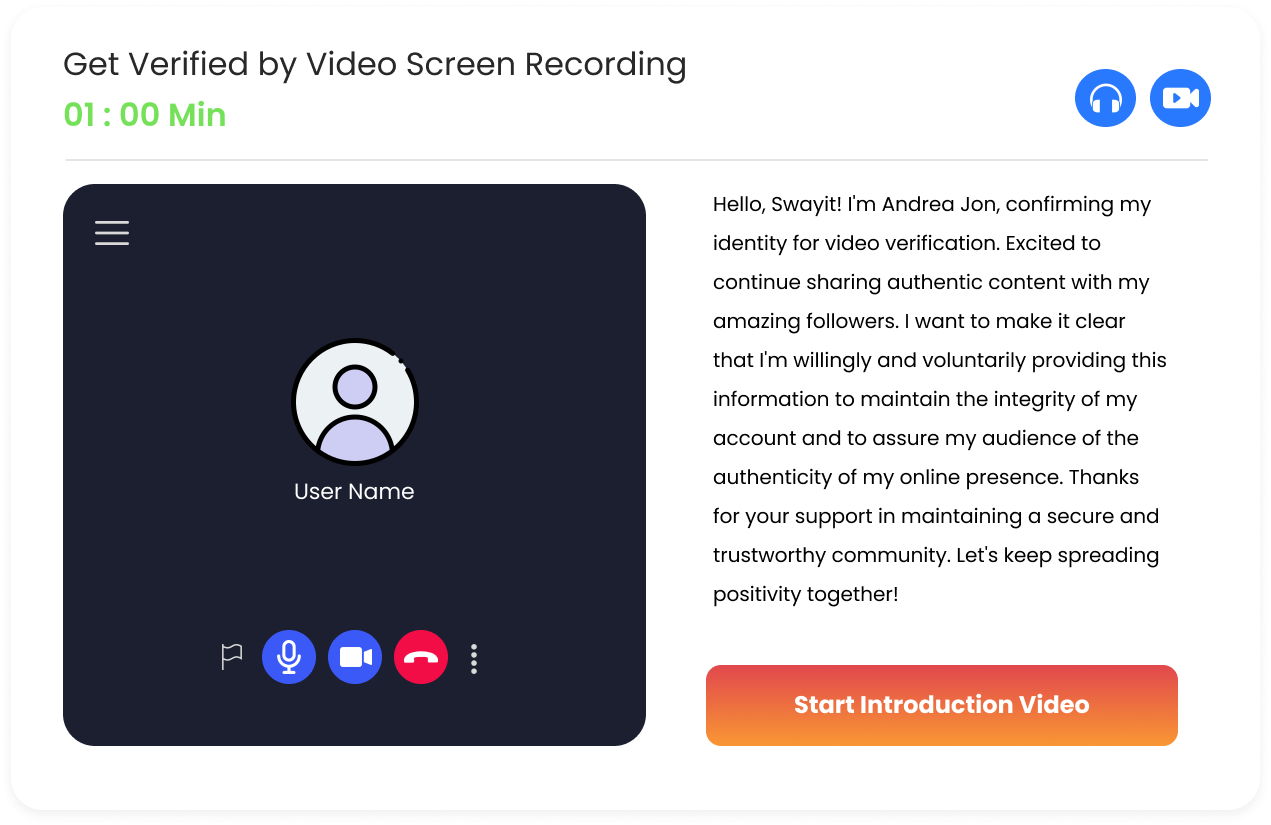 Get Verified by Video Screen Recording
01 : 00 Min
Hello, Swayit! I'm Andrea Jon, confirming my
identity for video verification. Excited to
continue sharing authentic content with my
amazing followers. I want to make it clear
that I'm willingly and voluntarily providing this
information to maintain the integrity of my
account and to assure my audience of the
authenticity of my online presence. Thanks
for your support in maintaining a secure and
trustworthy community. Let's keep spreading
positivity together!
User Name
Start Introduction Video